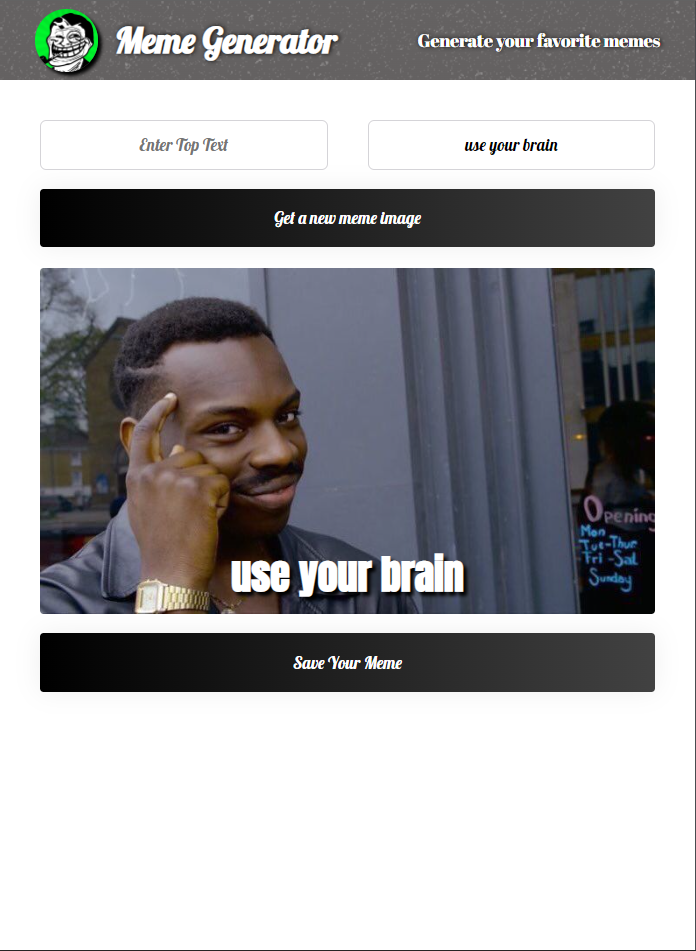 Meme Generator
Generate your favorite memes
Enter Top Text
use your brain
Get a new meme image
Opening
Mon
Tue-Thur
Fri -Sat
Sunday
use your brain
Save Your Meme